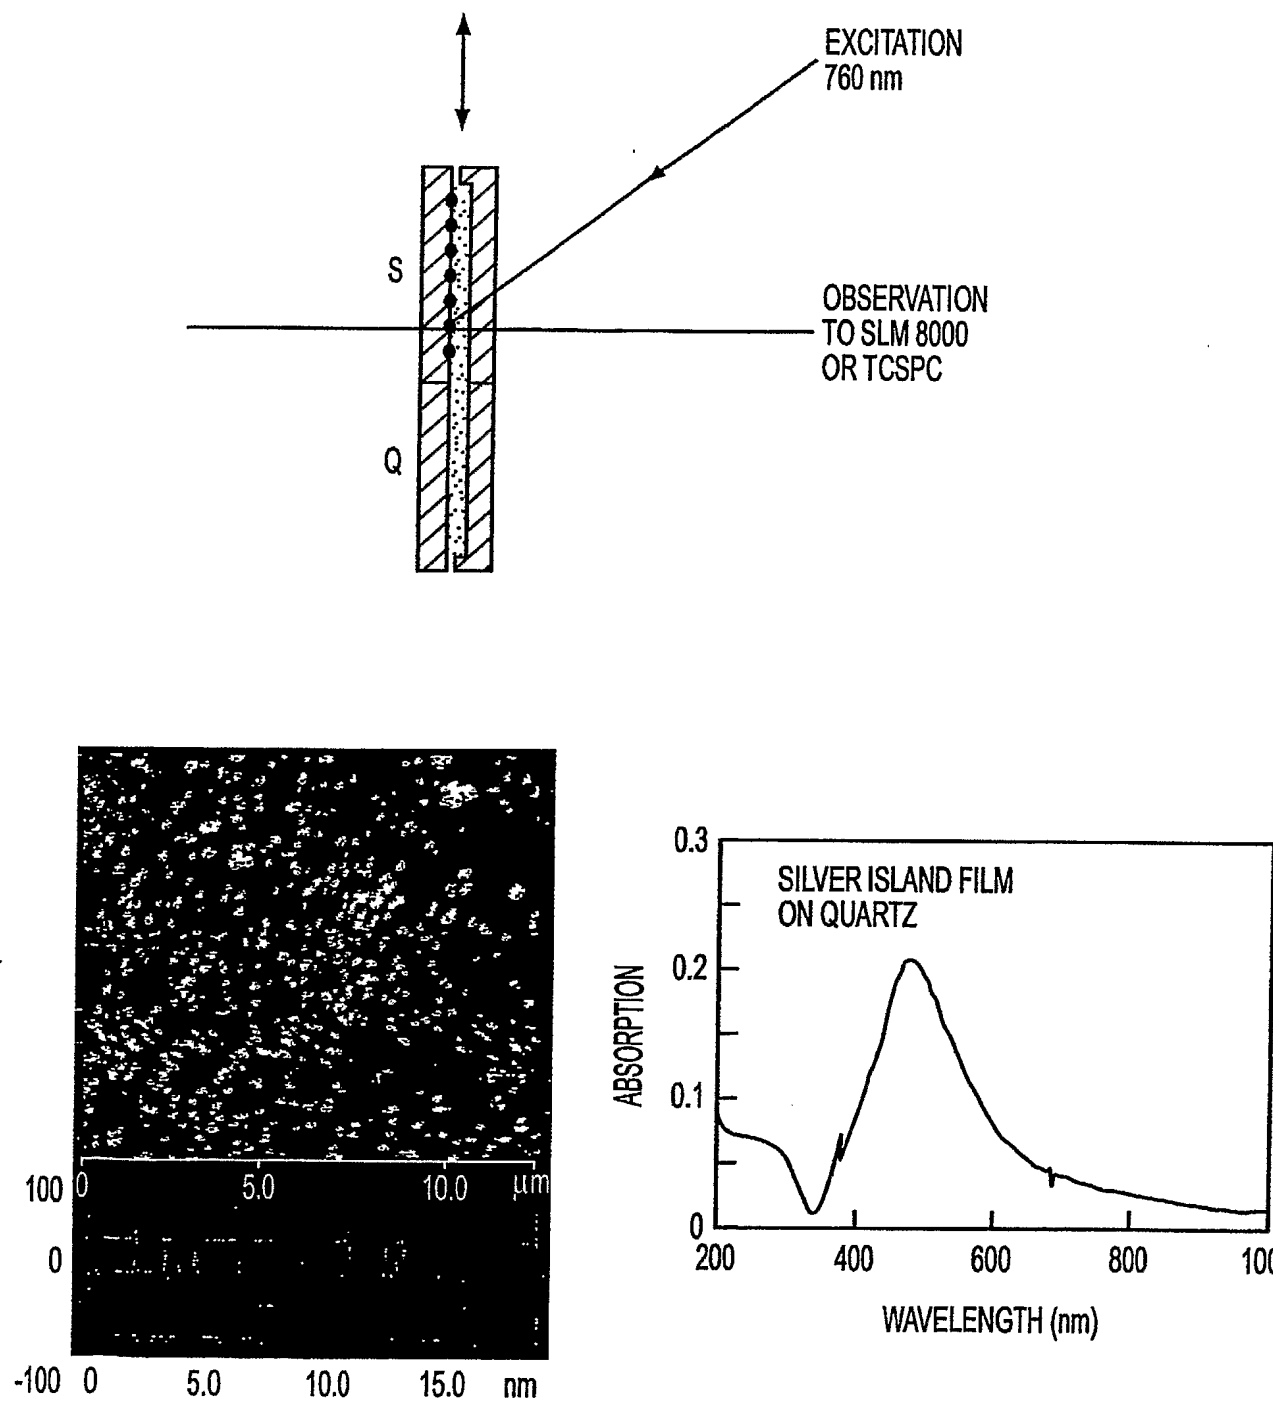 EXCITATION
760 nm
S
OBSERVATION
TO SLM 8000
OR TCSPC
Q
0 5.0 10.0 μm
100
0
-100
0 5.0 10.0 15.0 nm
SILVER ISLAND FILM
ON QUARTZ
ABSORPTION
0.3
0.2
0.1
0
200 400 600 800 100
WAVELENGTH (nm)